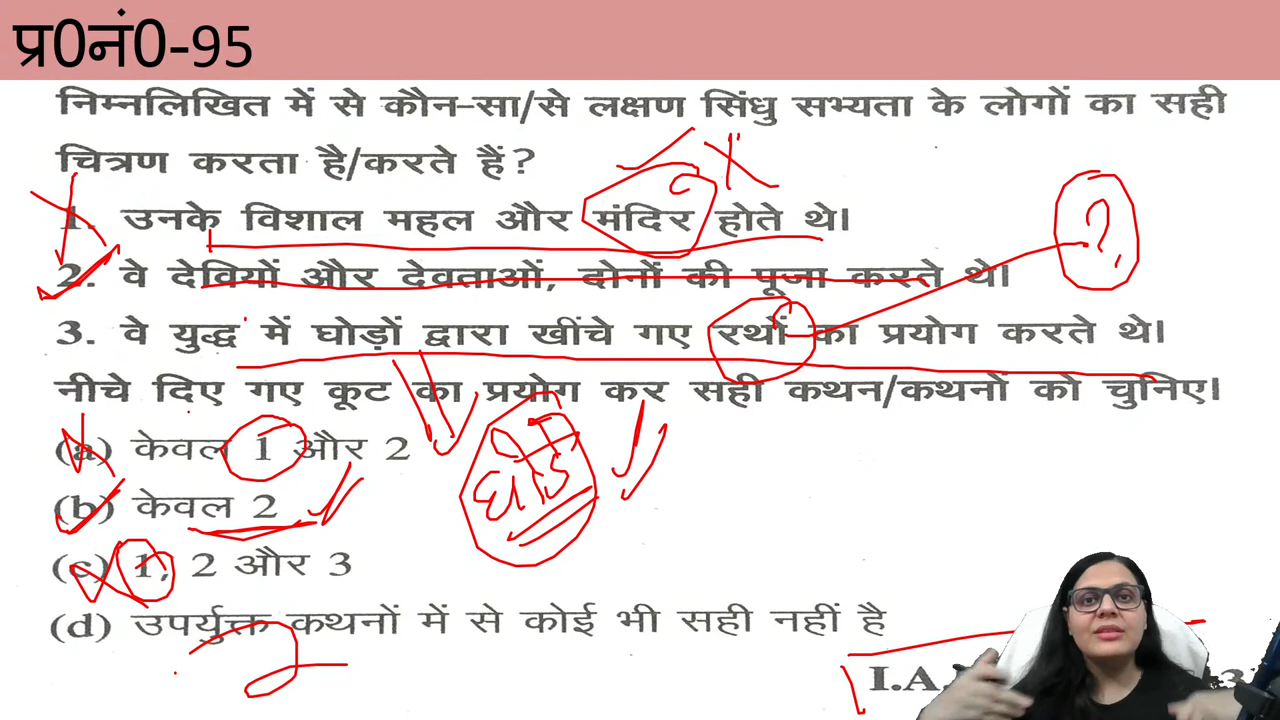 प्र0नं0-95
निम्नलिखित में से कौन-सा/से लक्षण सिंधु सभ्यता के लोगों का सही
चित्रण करता है/करते हैं?
1. उनके विशाल महल और मंदिर होते थे।
2. वे देवियों और देवताओं, दोनों की पूजा करते थे।
3. वे युद्ध में घोड़ों द्वारा खींचे गए रथों का प्रयोग करते थे।
?
नीचे दिए गए कूट का प्रयोग कर सही कथन/कथनों को चुनिए।
(a) केवल 1 और 2
(b) केवल 2
(c) 1, 2 और 3
(d) उपर्युक्त कथनों में से कोई भी सही नहीं है
2
I.A.